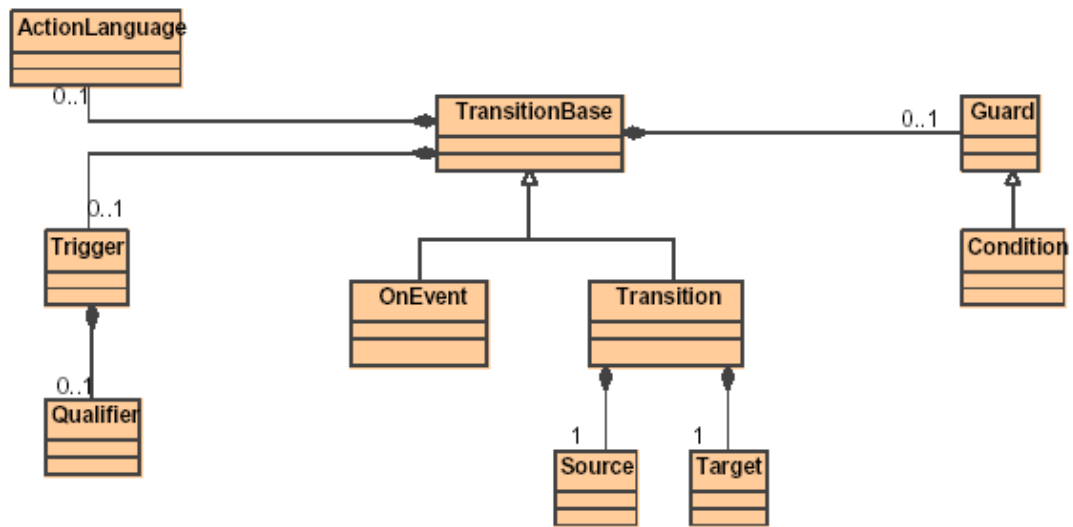 ActionLanguage
0..1
TransitionBase
0..1
Guard
0..1
Trigger
Condition
OnEvent
Transition
0..1
Qualifier
1
1
Source
Target